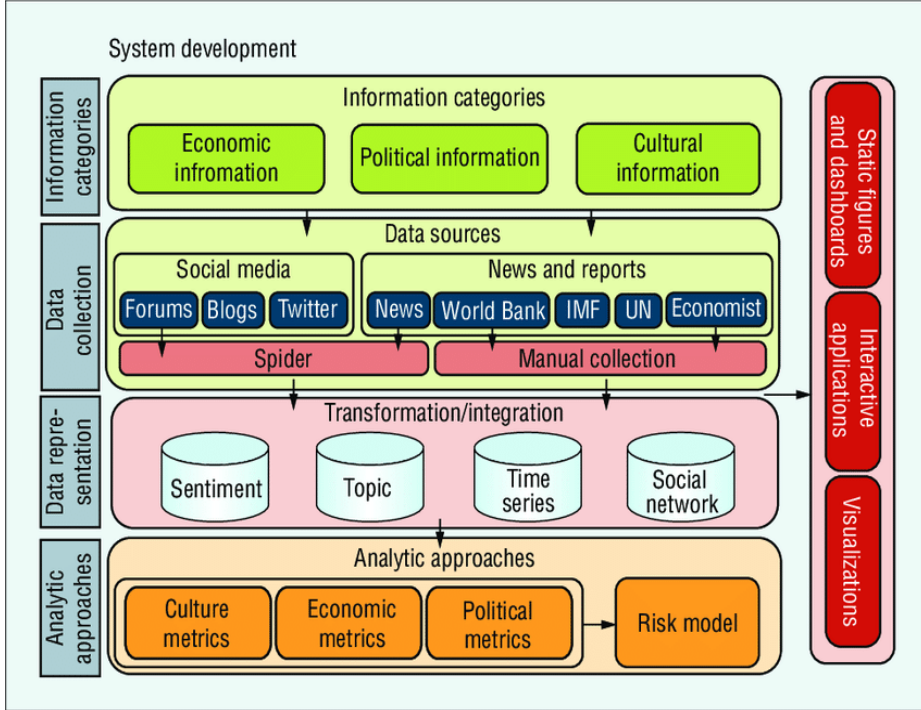 System development
Information
categories
Information categories
Economic
infromation
Political information
Cultural
information
Data
collection
Data sources
Social media
Forums
Blogs
Twitter
News and reports
News
World Bank
IMF
UN
Economist
Spider
Manual collection
Data repre-
sentation
Transformation/integration
Sentiment
Topic
Time
series
Social
network
Analytic
approaches
Analytic approaches
Culture
metrics
Economic
metrics
Political
metrics
Risk model
Static figures
and dashboards
Interactive
applications
Visualizations